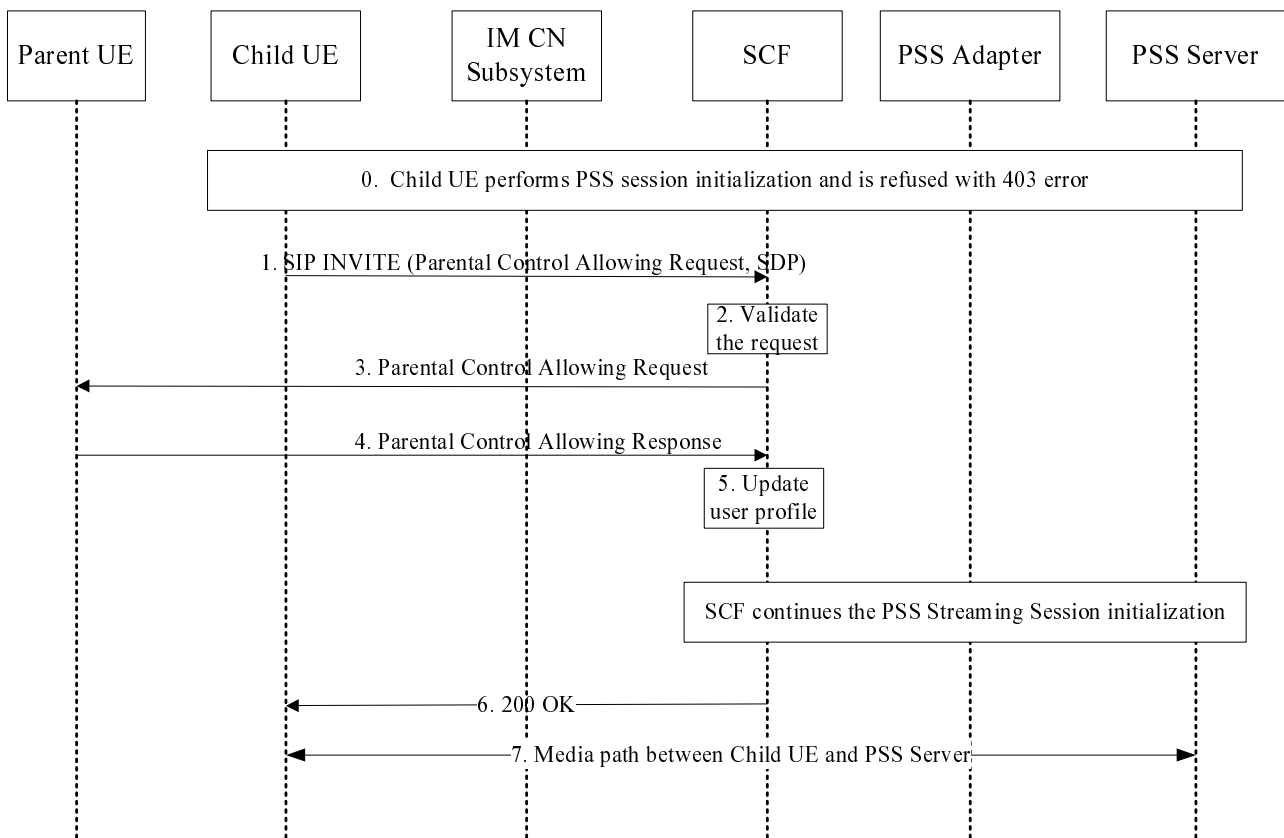 Parent UE
Child UE
IM CN
Subsystem
SCF
PSS Adapter
PSS Server
0. Child UE performs PSS session initialization and is refused with 403 error
1. SIP INVITE (Parental Control Allowing Request, SDP)
2. Validate
the request
3. Parental Control Allowing Request
4. Parental Control Allowing Response
5. Update
user profile
SCF continues the PSS Streaming Session initialization
6. 200 OK
7. Media path between Child UE and PSS Server